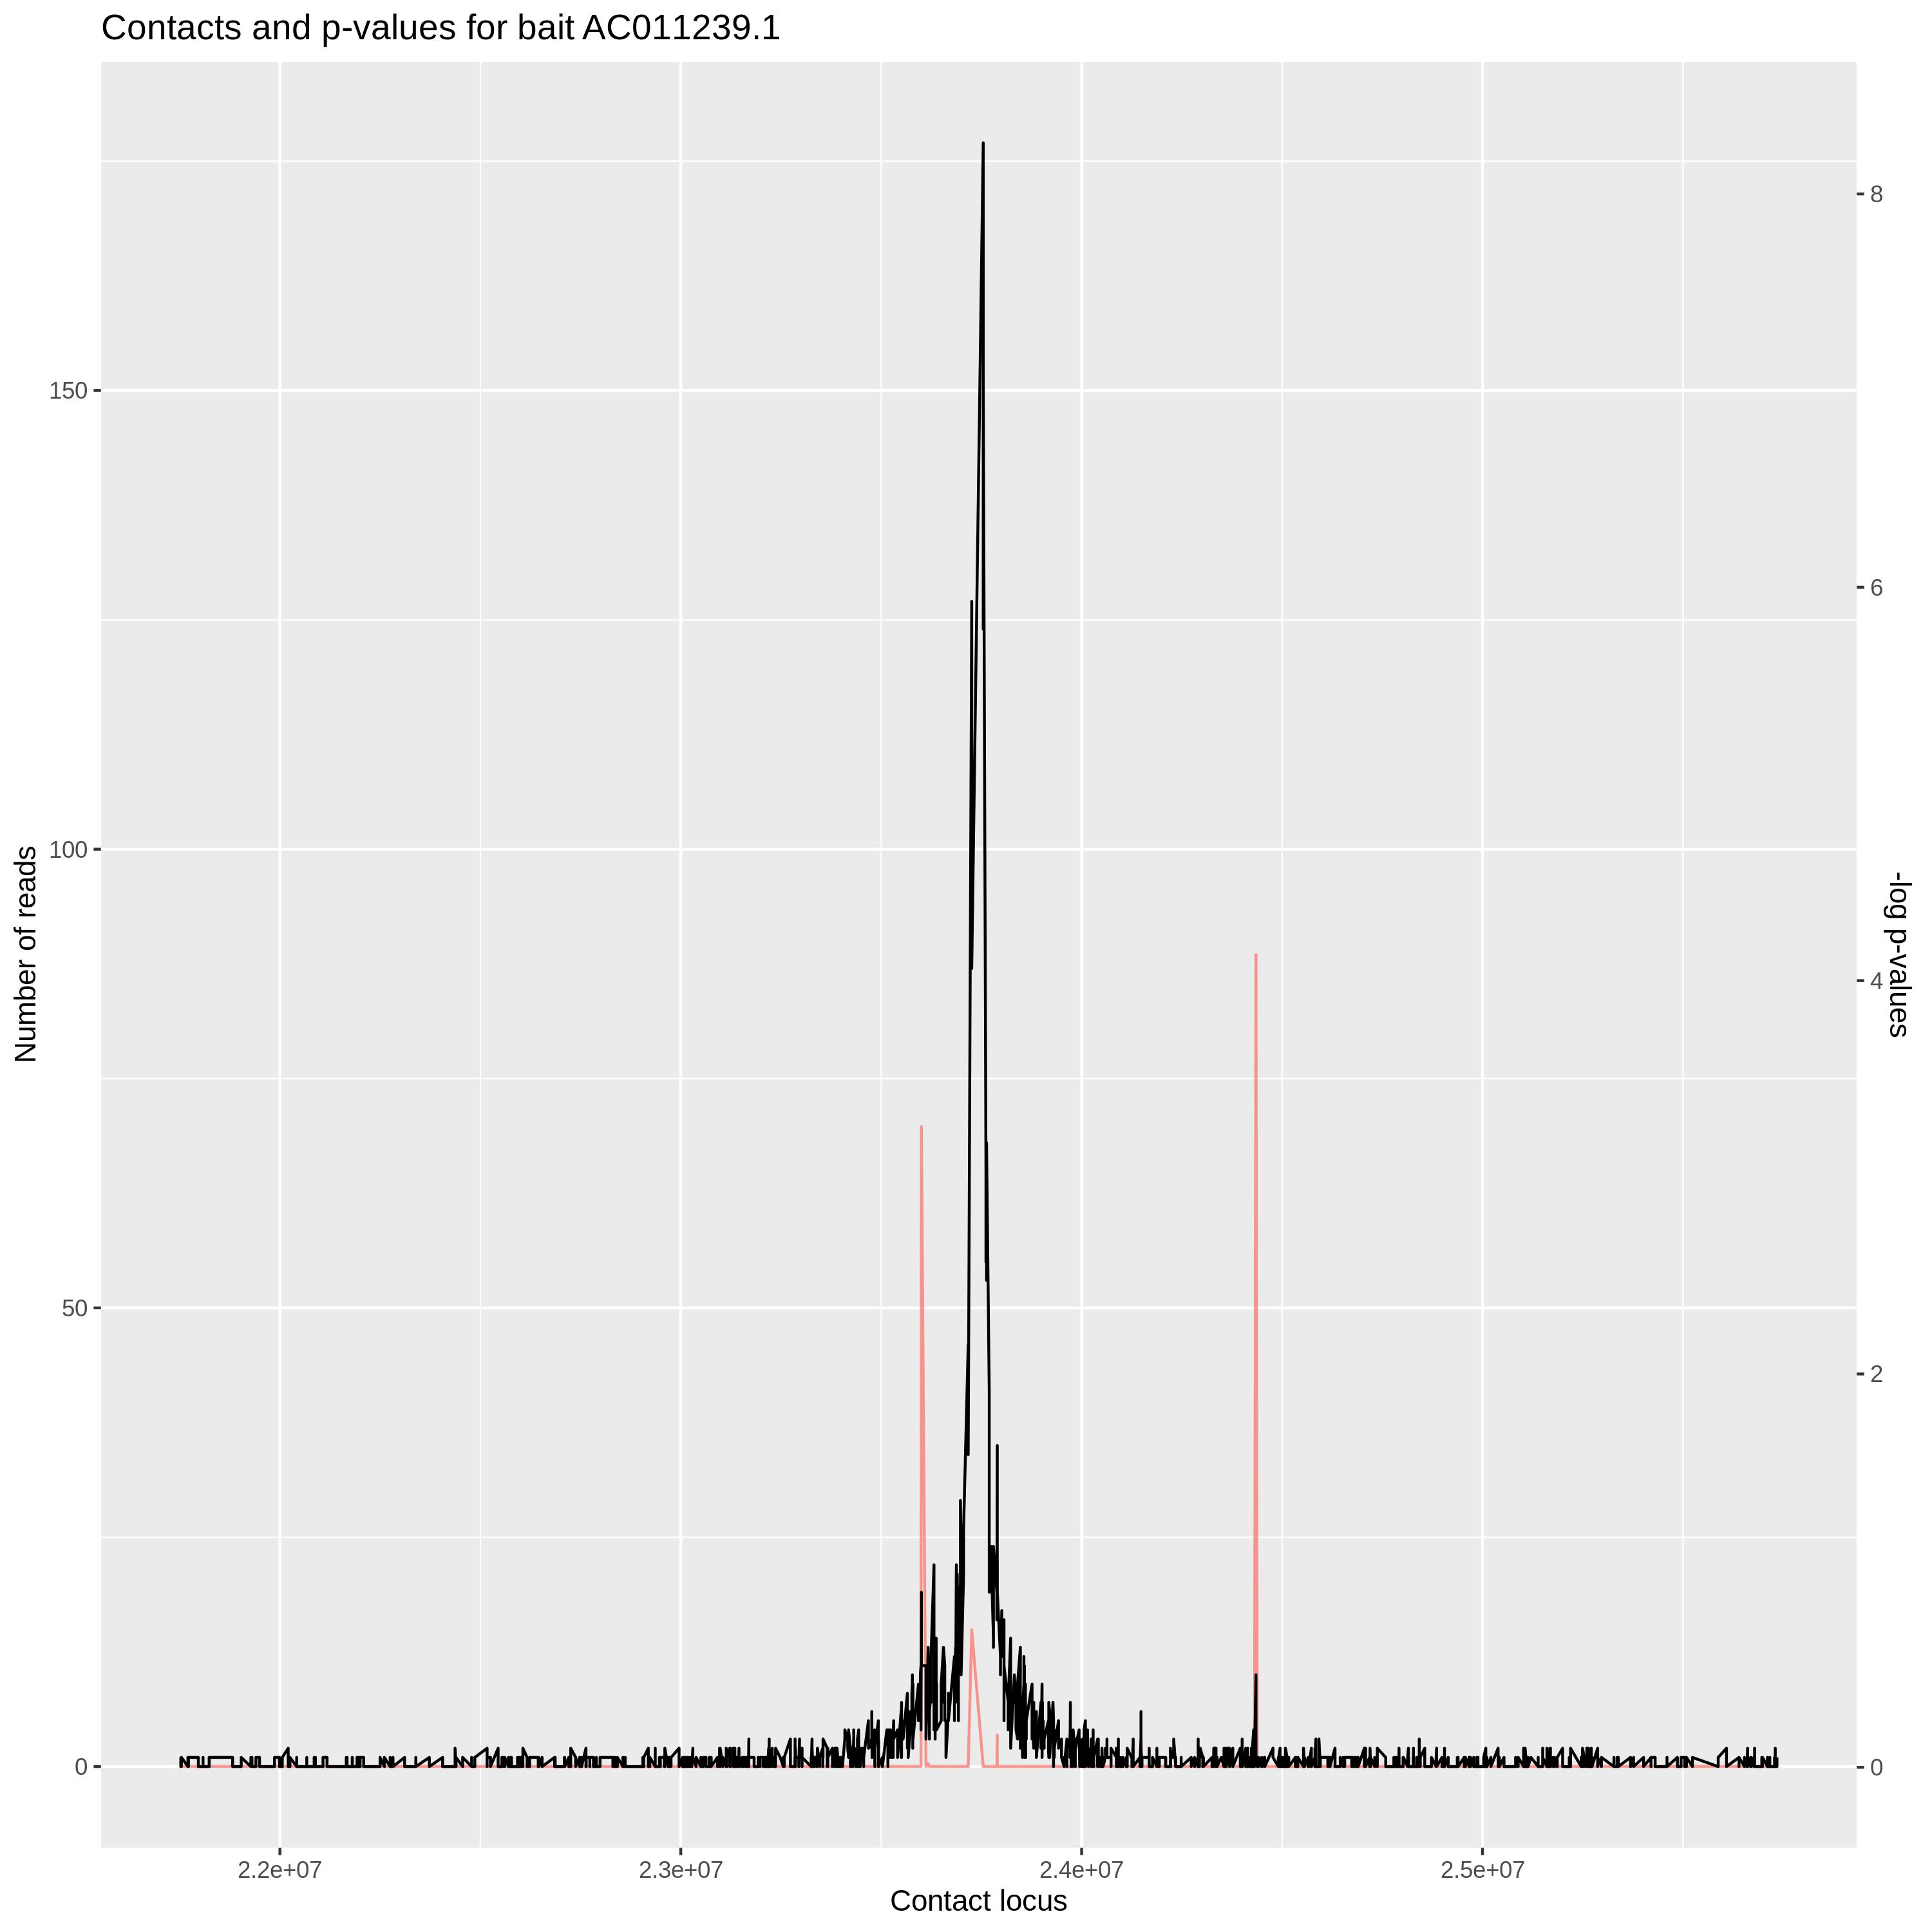 Contacts and p-values for bait AC011239.1
Number of reads
150
100
50
0
8
6
4
2
0
-log p-values
2.2e+07
2.3e+07
2.4e+07
2.5e+07
Contact locus